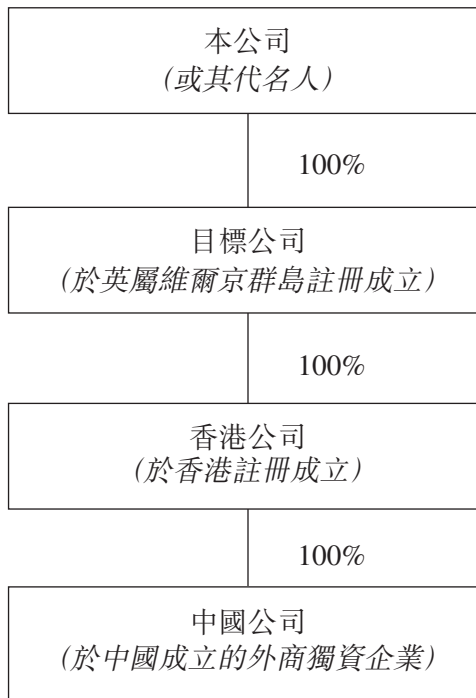 本公司
(或其代名人)
100%
目標公司
(於英屬維爾京群島註冊成立)
100%
香港公司
(於香港註冊成立)
100%
中國公司
(於中國成立的外商獨資企業)